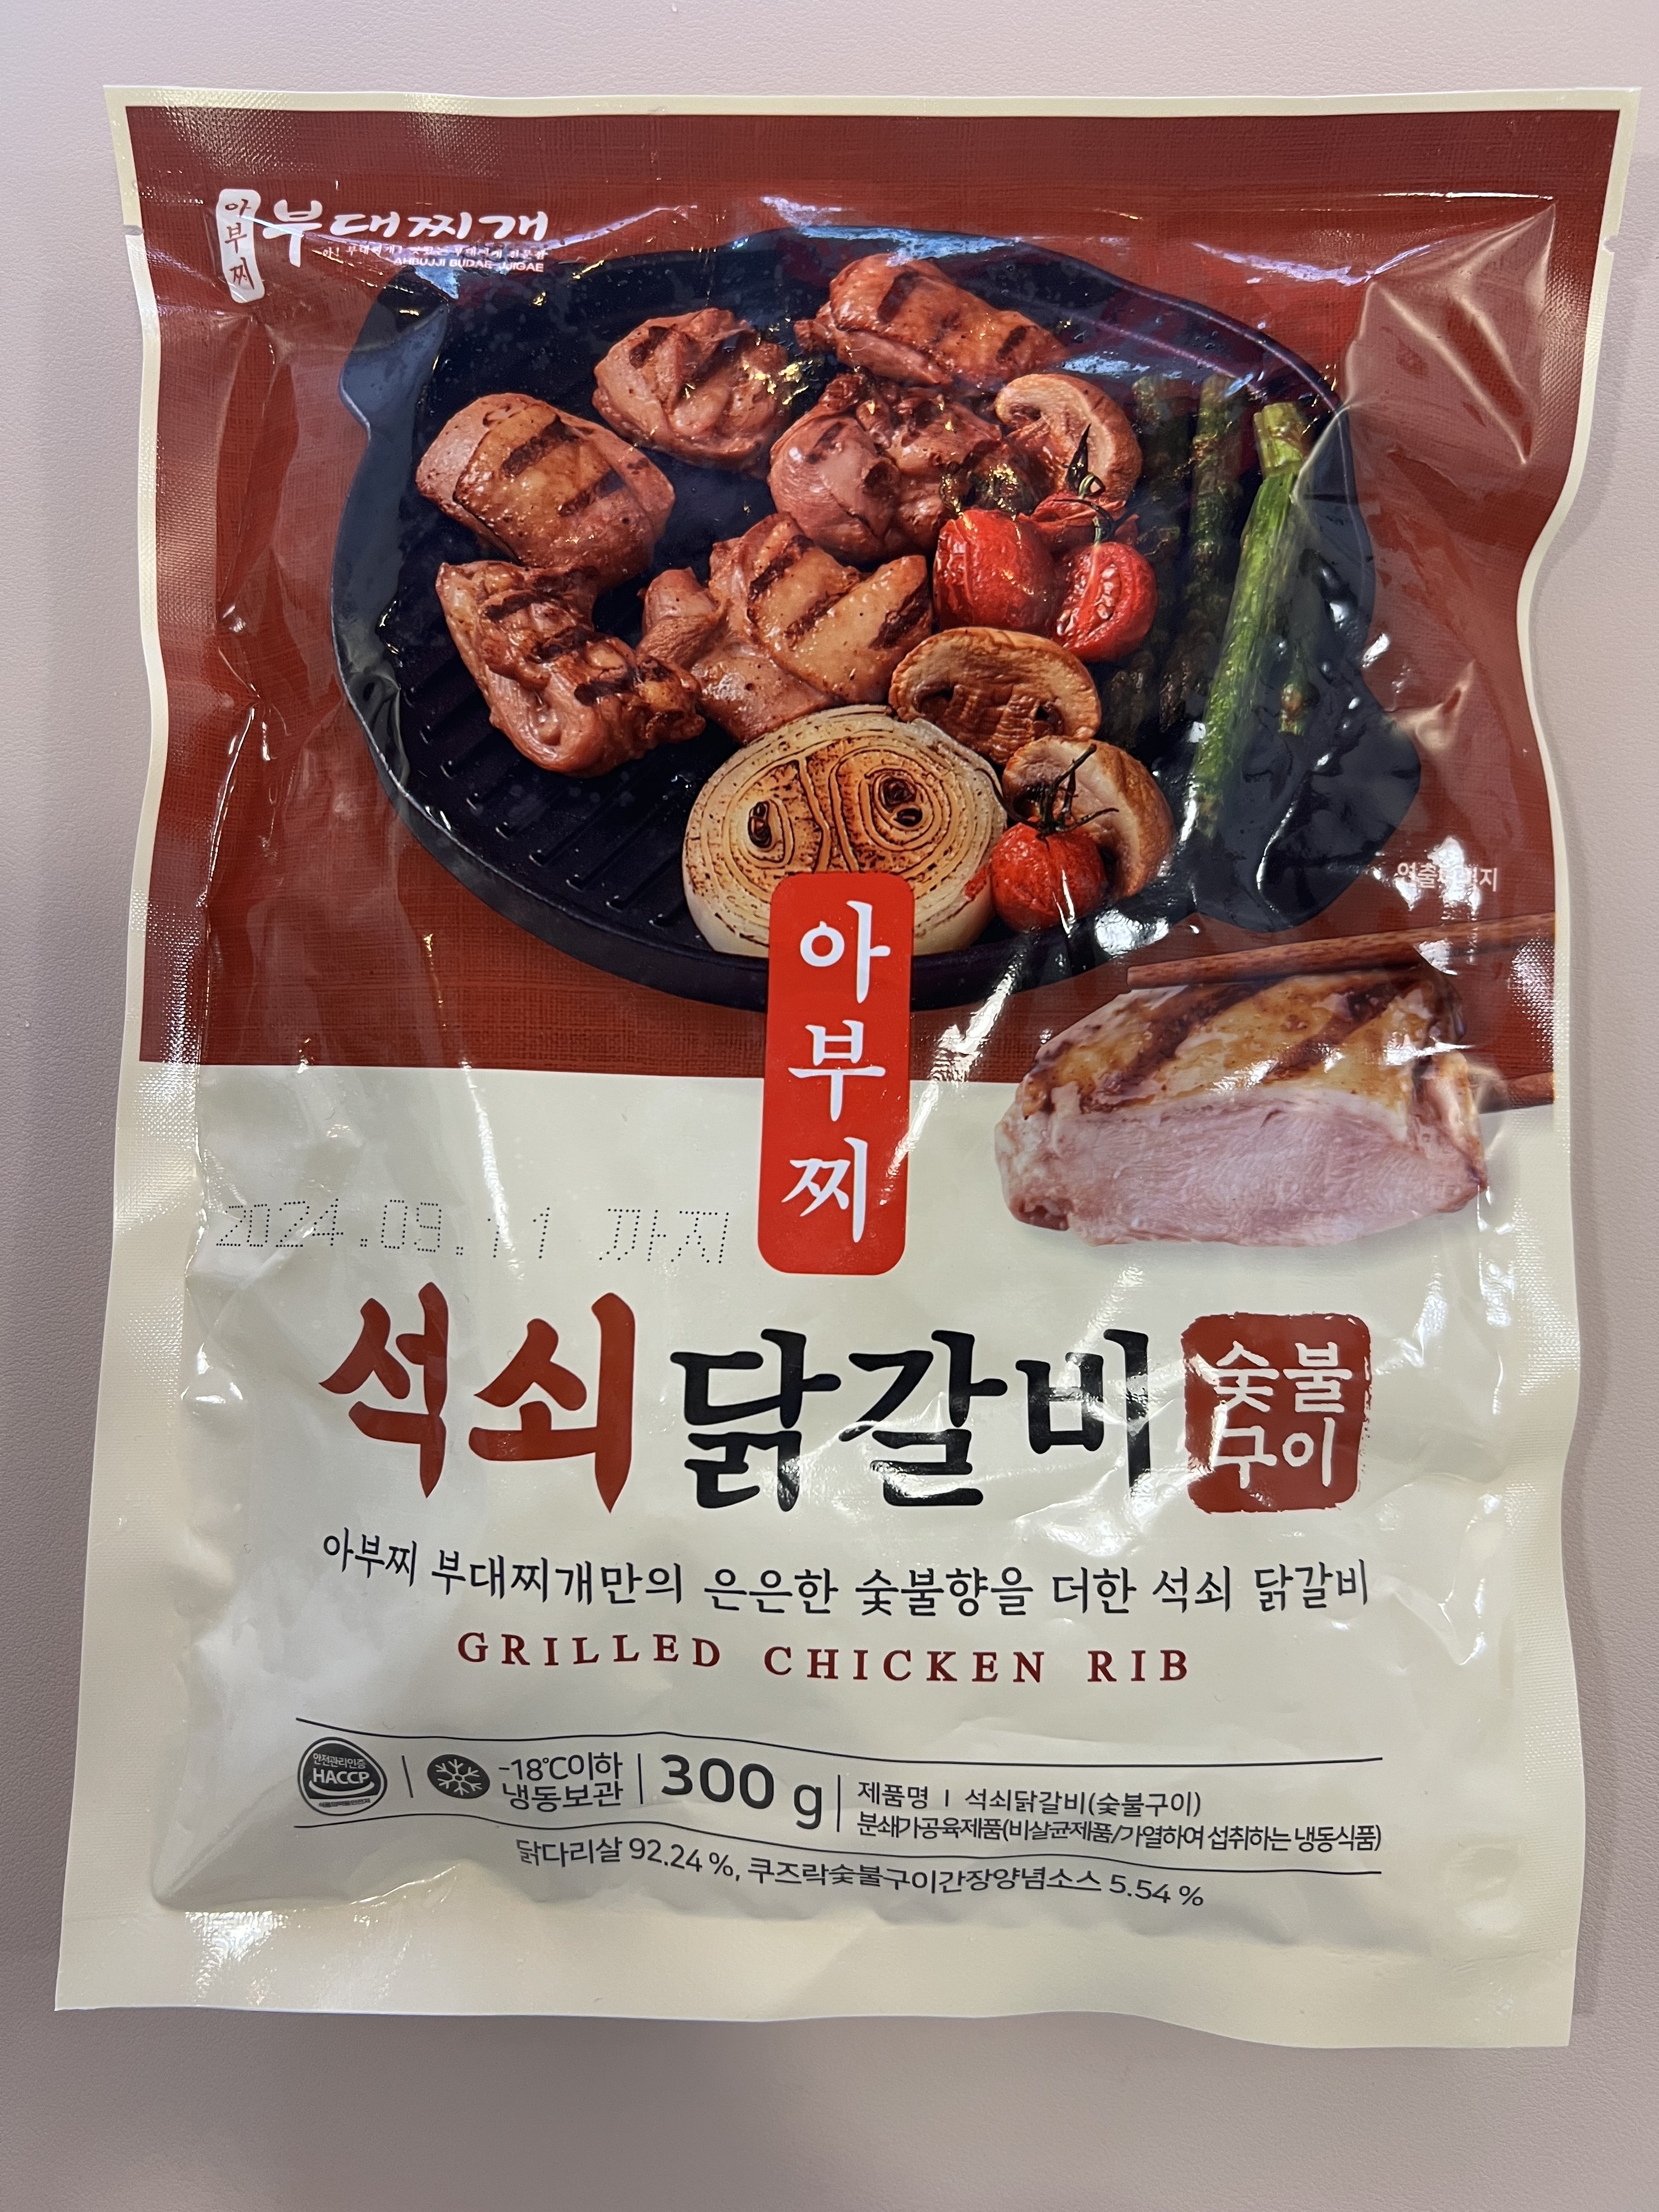 아부찌 부대찌개
AHBUJJI BUDAE-JJIGAE
아부찌
2024.09.11 까지
석쇠닭갈비 숯불구이
아부찌 부대찌개만의 은은한 숯불향을 더한 석쇠 닭갈비
GRILLED CHICKEN RIB
안전관리인증
HACCP
-18℃이하
냉동보관
300 g
제품명 | 석쇠닭갈비(숯불구이)
분쇄가공육제품(비살균제품/가열하여 섭취하는 냉동식품)
닭다리살 92.24 %, 쿠즈락숯불구이간장양념소스 5.54 %